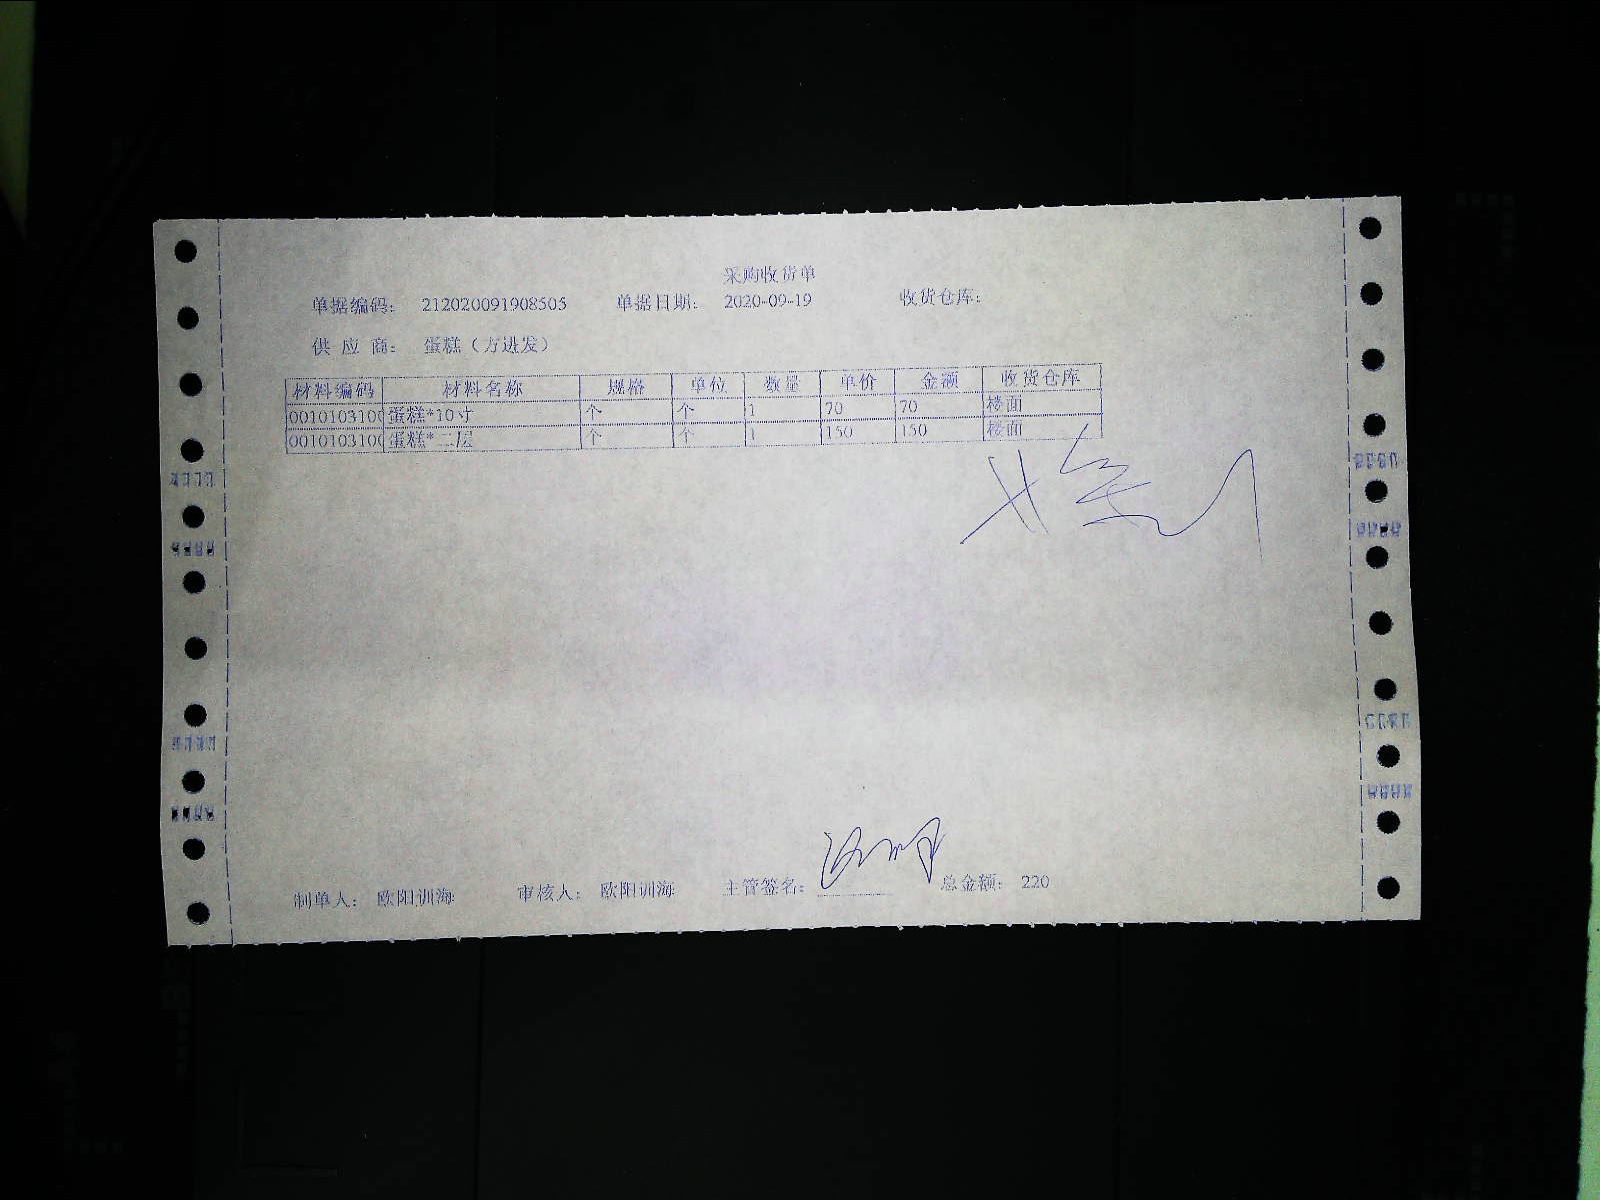 采购收货单
单据编码： 212020091908505 单据日期： 2020-09-19 收货仓库：
供 应 商： 蛋糕（方进发）
材料编码 材料名称 规格 单位 数量 单价 金额 收货仓库
0010103100 蛋糕*10寸 个 个 1 70 70 楼面
0010103100 蛋糕*二层 个 个 1 150 150 楼面
制单人： 欧阳训海 审核人： 欧阳训海 主管签名： 总金额： 220